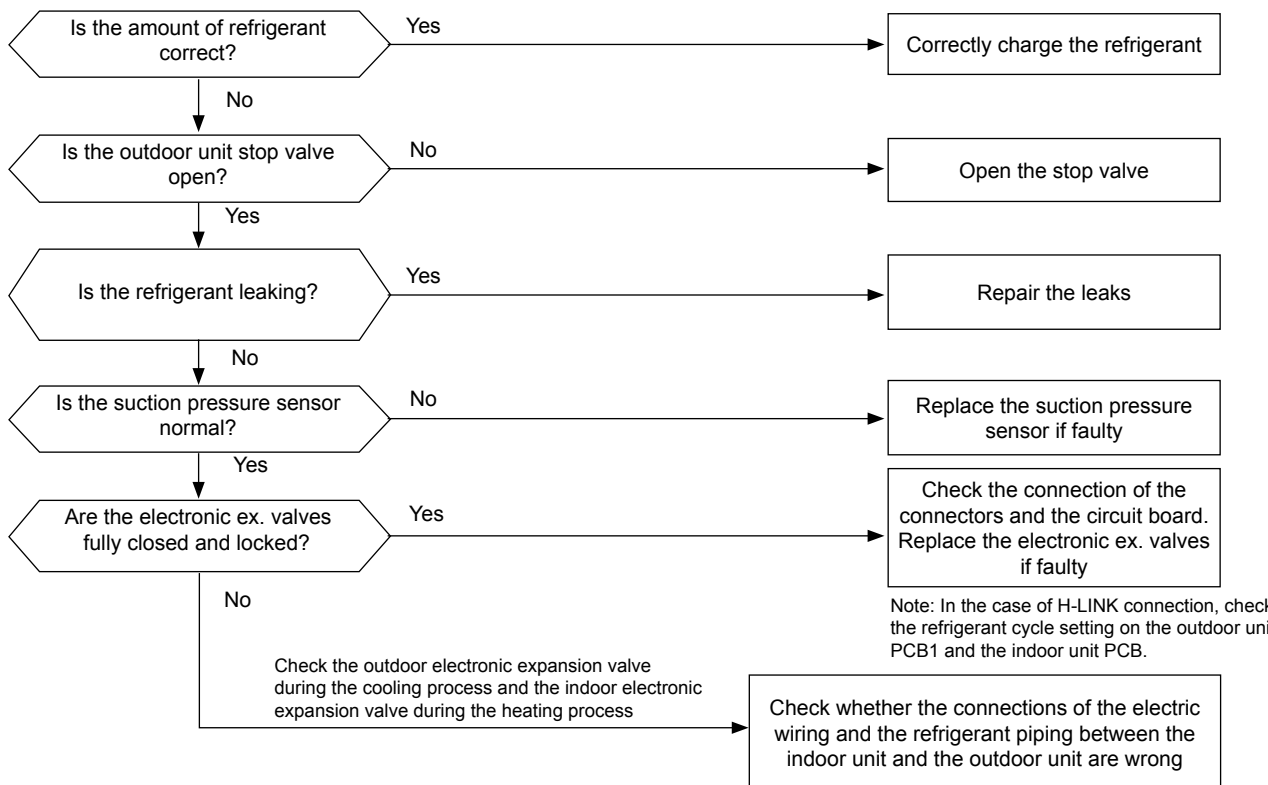 Is the amount of refrigerant
correct?
Yes
Correctly charge the refrigerant
No
Is the outdoor unit stop valve
open?
No
Open the stop valve
Yes
Is the refrigerant leaking?
Yes
Repair the leaks
No
Is the suction pressure sensor
normal?
No
Replace the suction pressure
sensor if faulty
Yes
Are the electronic ex. valves
fully closed and locked?
Yes
Check the connection of the
connectors and the circuit board.
Replace the electronic ex. valves
if faulty
No
Note: In the case of H-LINK connection, check
the refrigerant cycle setting on the outdoor uni
PCB1 and the indoor unit PCB.
Check the outdoor electronic expansion valve
during the cooling process and the indoor electronic
expansion valve during the heating process
Check whether the connections of the electric
wiring and the refrigerant piping between the
indoor unit and the outdoor unit are wrong